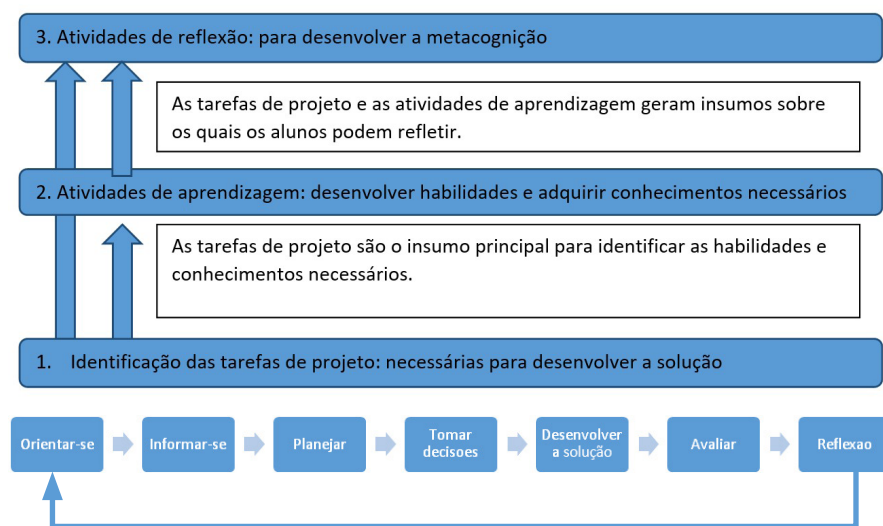 3. Atividades de reflexão: para desenvolver a metacognição
As tarefas de projeto e as atividades de aprendizagem geram insumos sobre
os quais os alunos podem refletir.
2. Atividades de aprendizagem: desenvolver habilidades e adquirir conhecimentos necessários
As tarefas de projeto são o insumo principal para identificar as habilidades e
conhecimentos necessários.
1. Identificação das tarefas de projeto: necessárias para desenvolver a solução
Orientar-se
Informar-se
Planejar
Tomar
decisoes
Desenvolver
a solução
Avaliar
Reflexao